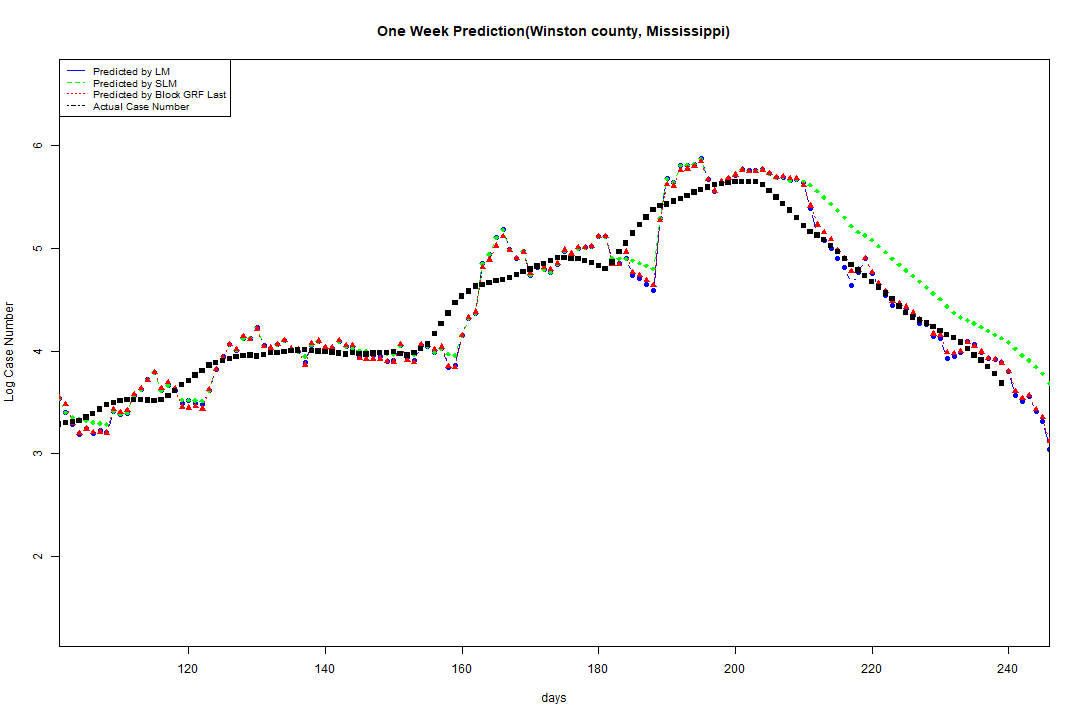 One Week Prediction(Winston county, Mississippi)
Predicted by LM
Predicted by SLM
Predicted by Block GRF Last
Actual Case Number
Log Case Number
6
5
4
3
2
120 140 160 180 200 220 240
days